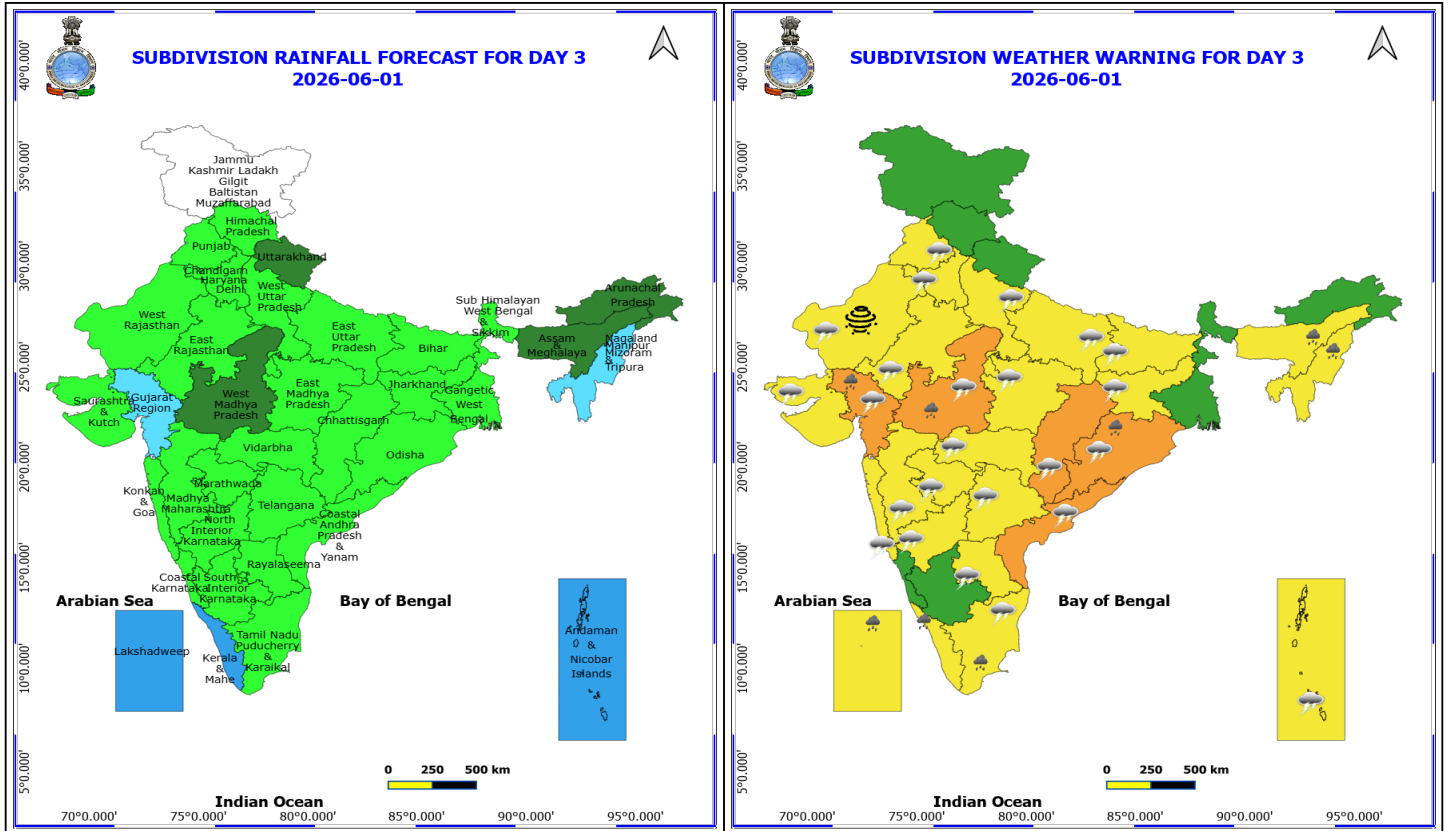 SUBDIVISION RAINFALL FORECAST FOR DAY 3
2026-06-01
40°0.000'
35°0.000'
30°0.000'
25°0.000'
20°0.000'
15°0.000'
10°0.000'
5°0.000'
Jammu
Kashmir Ladakh
Gilgit
Baltistan
Muzaffarabad
Himachal
Pradesh
Punjab
Uttarakhand
Chandigarh
Haryana
Delhi
West
Uttar
Pradesh
Arunachal
Pradesh
Sub Himalayan
West Bengal
&
Sikkim
West
Rajasthan
East
Rajasthan
East
Uttar
Pradesh
Bihar
Assam
&
Meghalaya
Nagaland
Manipur
Mizoram
&
Tripura
Saurashtra
&
Kutch
Gujarat
Region
West
Madhya
Pradesh
East
Madhya
Pradesh
Jharkhand
Gangetic
West
Bengal
Chhattisgarh
Vidarbha
Odisha
Konkan
&
Goa
Madhya
Maharashtra
Marathwada
North
Interior
Karnataka
Telangana
Coastal
Andhra
Pradesh
&
Yanam
Rayalaseema
Coastal
Karnataka
South
Interior
Karnataka
Arabian Sea
Bay of Bengal
Lakshadweep
Kerala
&
Mahe
Tamil Nadu
Puducherry
&
Karaikal
Andaman
&
Nicobar
Islands
0 250 500 km
Indian Ocean
70°0.000' 75°0.000' 80°0.000' 85°0.000' 90°0.000' 95°0.000'
SUBDIVISION WEATHER WARNING FOR DAY 3
2026-06-01
40°0.000'
35°0.000'
30°0.000'
25°0.000'
20°0.000'
15°0.000'
10°0.000'
5°0.000'
Arabian Sea
Bay of Bengal
0 250 500 km
Indian Ocean
70°0.000' 75°0.000' 80°0.000' 85°0.000' 90°0.000' 95°0.000'